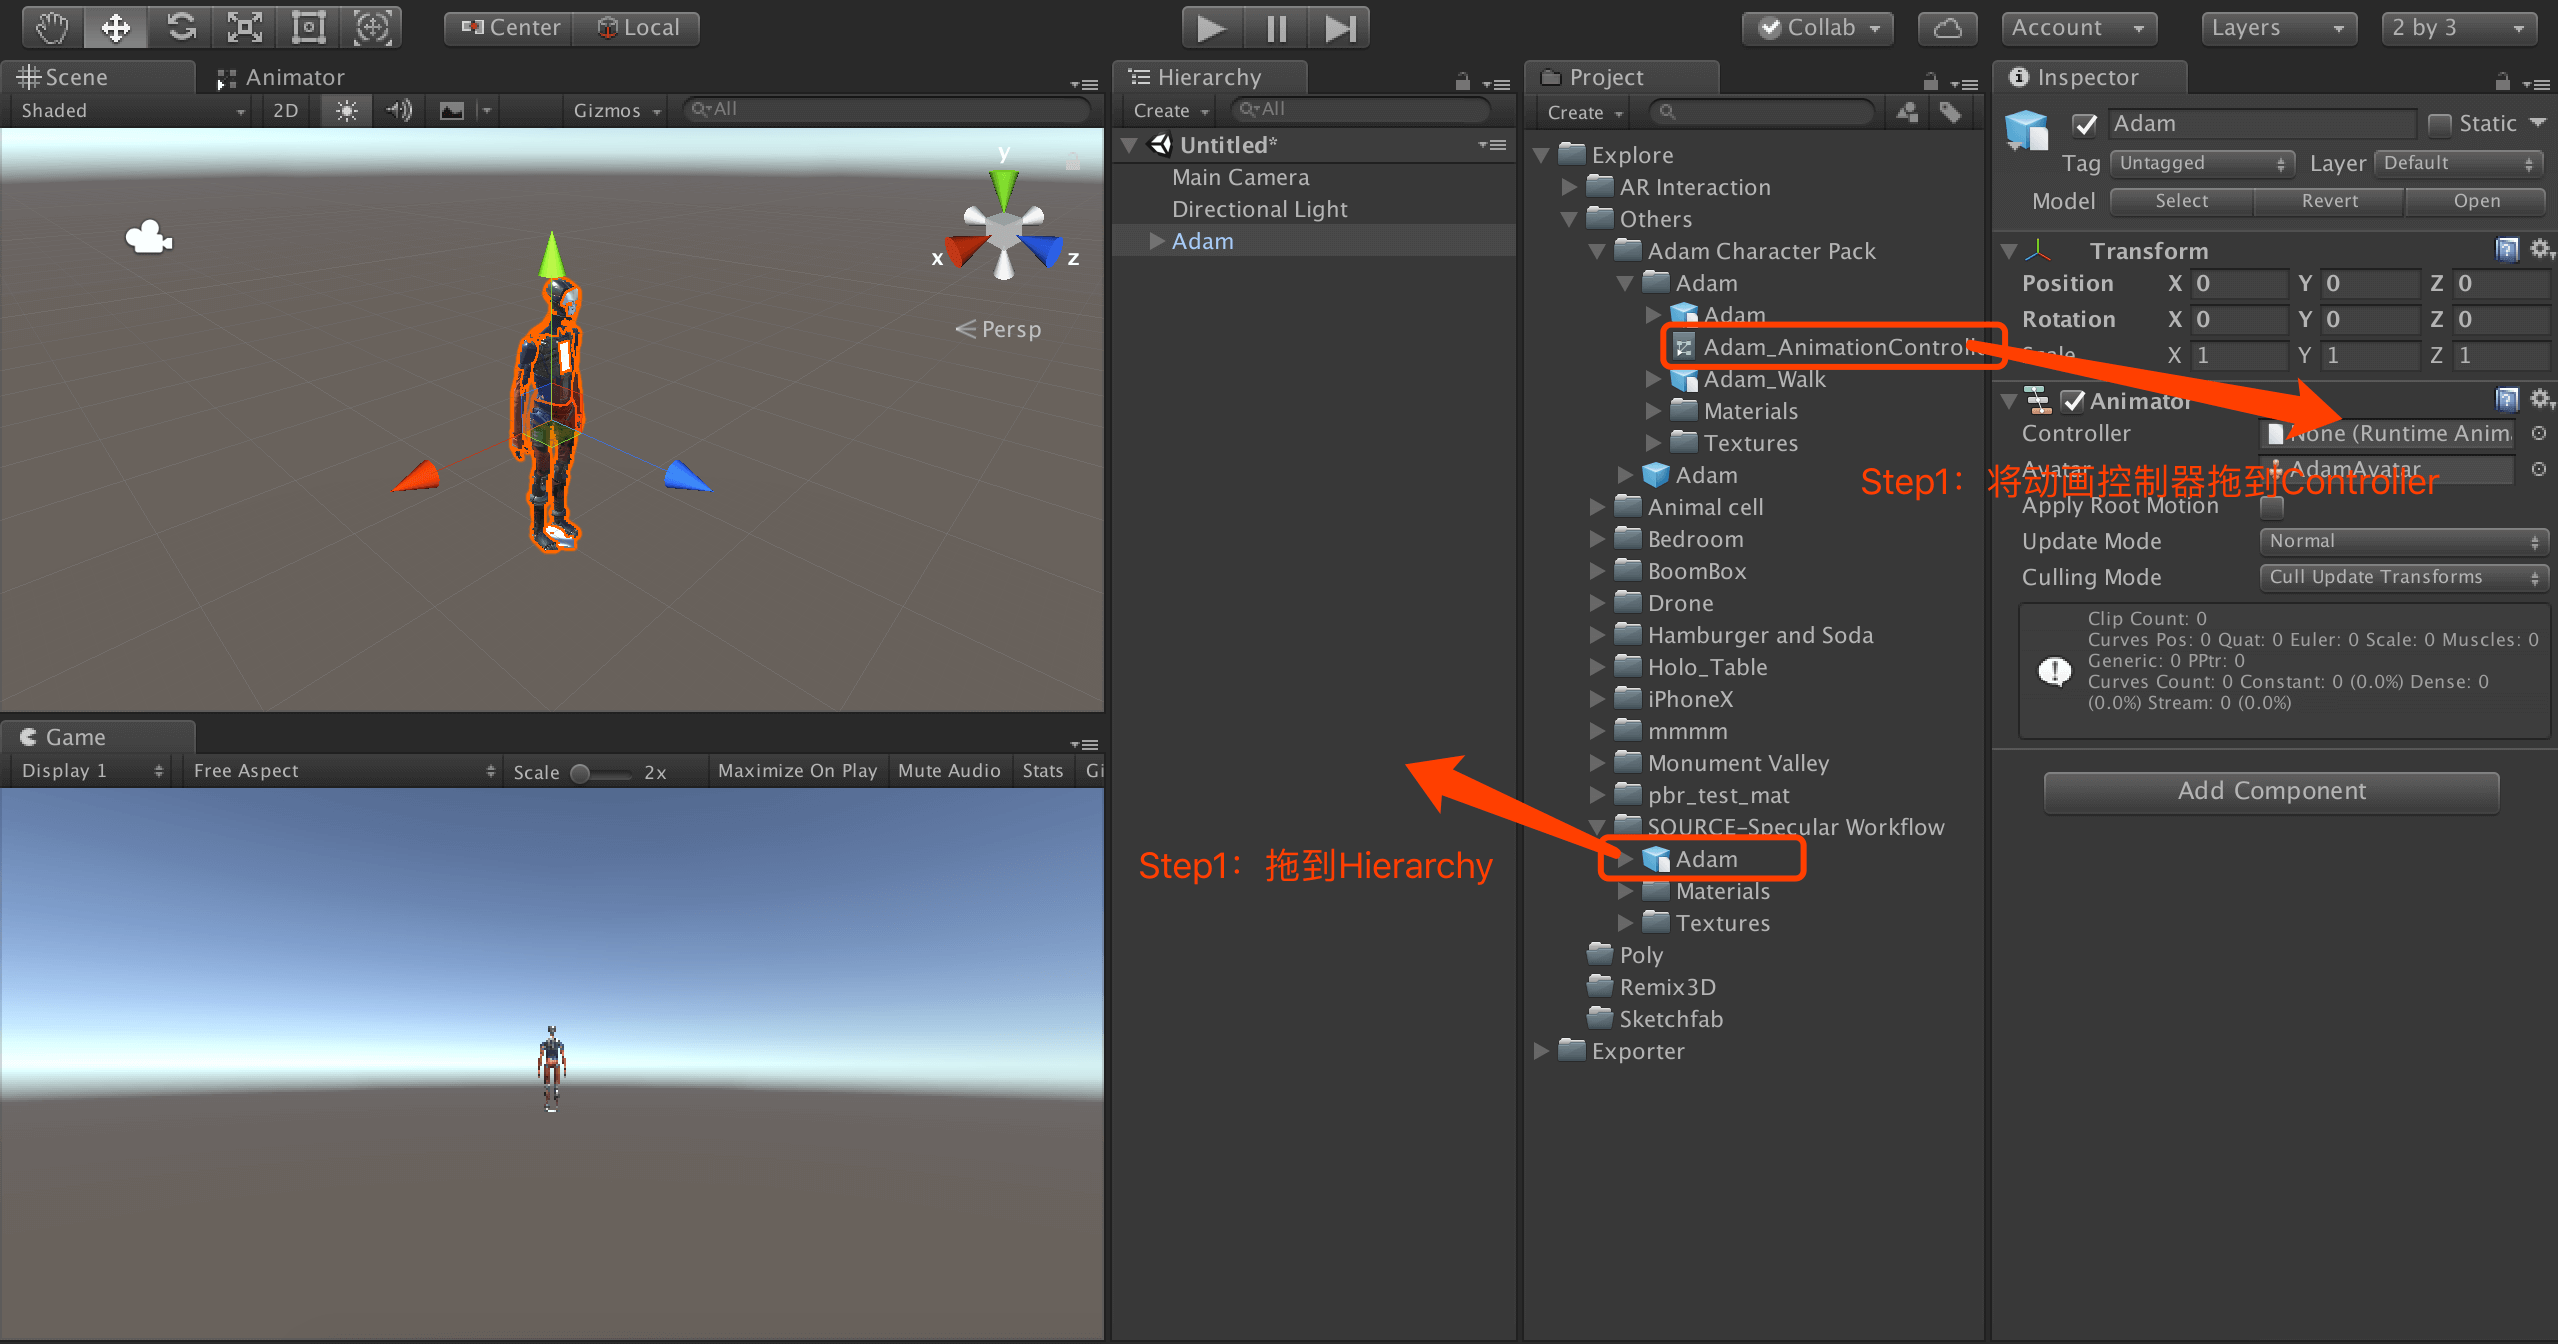 Center
Local
Collab
Account
Layers
2 by 3
Scene
Animator
Shaded
2D
Gizmos
All
y
x
z
Persp
Game
Display 1
Free Aspect
Scale
2x
Maximize On Play
Mute Audio
Stats
Gi
Hierarchy
Create
All
Untitled*
Main Camera
Directional Light
Adam
Step1：拖到Hierarchy
Project
Create
Explore
AR Interaction
Others
Adam Character Pack
Adam
Adam
Adam_AnimationControlle
Adam_Walk
Materials
Textures
Adam
Animal cell
Bedroom
BoomBox
Drone
Hamburger and Soda
Holo_Table
iPhoneX
mmmm
Monument Valley
pbr_test_mat
SOURCE-Specular Workflow
Adam
Materials
Textures
Poly
Remix3D
Sketchfab
Exporter
Inspector
Adam
Static
Tag
Untagged
Layer
Default
Model
Select
Revert
Open
Transform
Position X 0 Y 0 Z 0
Rotation X 0 Y 0 Z 0
Scale X 1 Y 1 Z 1
Animator
Controller
None (Runtime Anim
Avatar
AdamAvatar
Step1：将动画控制器拖到Controller
Apply Root Motion
Update Mode
Normal
Culling Mode
Cull Update Transforms
Clip Count: 0
Curves Pos: 0 Quat: 0 Euler: 0 Scale: 0 Muscles: 0
Generic: 0 PPtr: 0
Curves Count: 0 Constant: 0 (0.0%) Dense: 0
(0.0%) Stream: 0 (0.0%)
Add Component